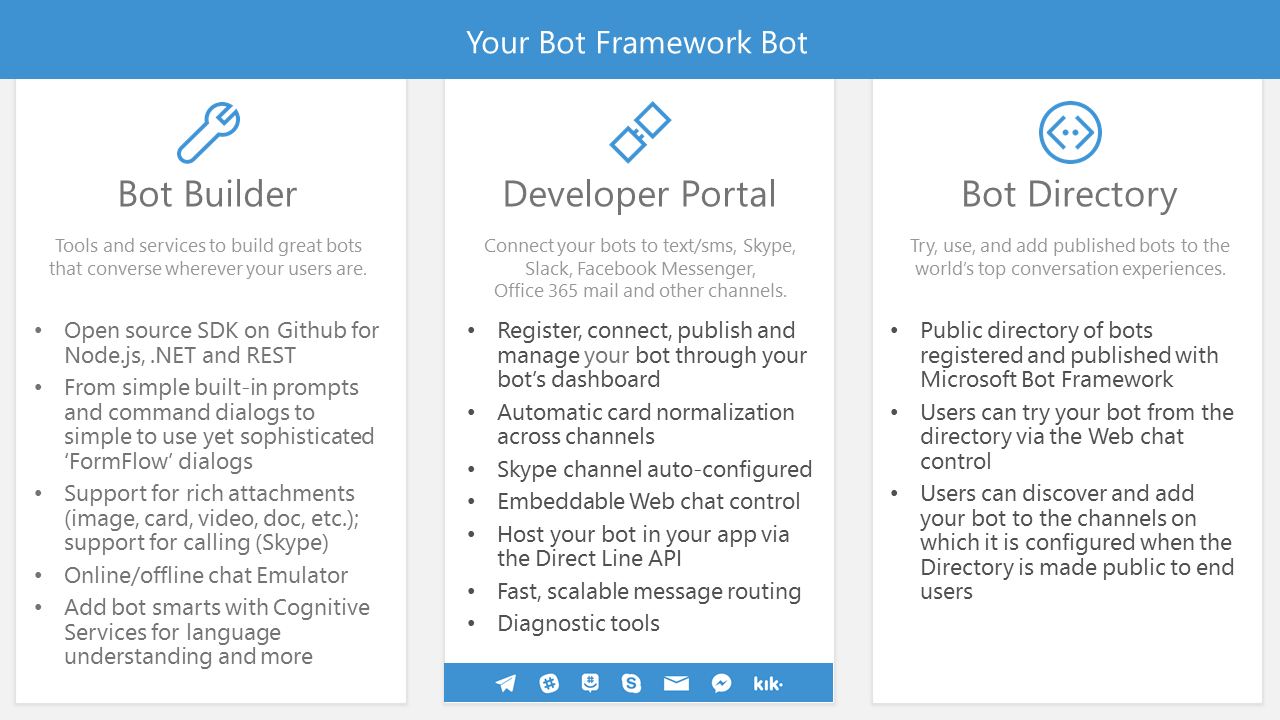 Your Bot Framework Bot
Bot Builder
Tools and services to build great bots
that converse wherever your users are.
• Open source SDK on Github for
Node.js, .NET and REST
• From simple built-in prompts
and command dialogs to
simple to use yet sophisticated
‘FormFlow’ dialogs
• Support for rich attachments
(image, card, video, doc, etc.);
support for calling (Skype)
• Online/offline chat Emulator
• Add bot smarts with Cognitive
Services for language
understanding and more
Developer Portal
Connect your bots to text/sms, Skype,
Slack, Facebook Messenger,
Office 365 mail and other channels.
• Register, connect, publish and
manage your bot through your
bot’s dashboard
• Automatic card normalization
across channels
• Skype channel auto-configured
• Embeddable Web chat control
• Host your bot in your app via
the Direct Line API
• Fast, scalable message routing
• Diagnostic tools
kik
Bot Directory
Try, use, and add published bots to the
world’s top conversation experiences.
• Public directory of bots
registered and published with
Microsoft Bot Framework
• Users can try your bot from the
directory via the Web chat
control
• Users can discover and add
your bot to the channels on
which it is configured when the
Directory is made public to end
users